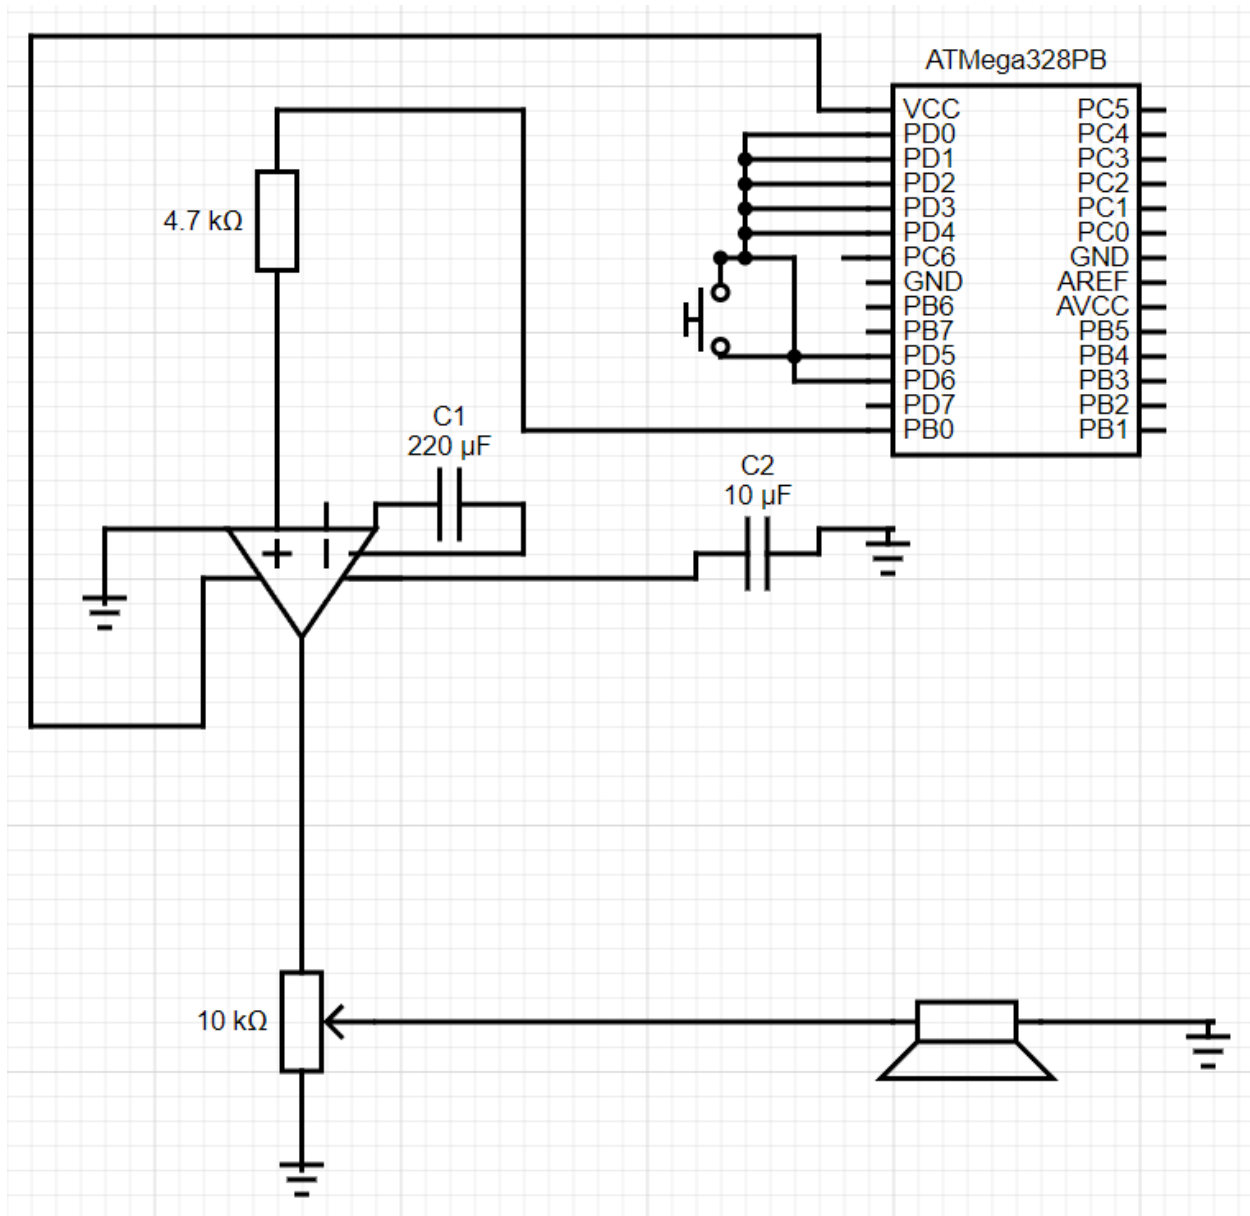 ATMega328PB
VCC PC5
PD0 PC4
PD1 PC3
PD2 PC2
PD3 PC1
PD4 PC0
PC6 GND
GND AREF
PB6 AVCC
PB7 PB5
PD5 PB4
PD6 PB3
PD7 PB2
PB0 PB1
4.7 kΩ
C1
220 µF
C2
10 µF
10 kΩ